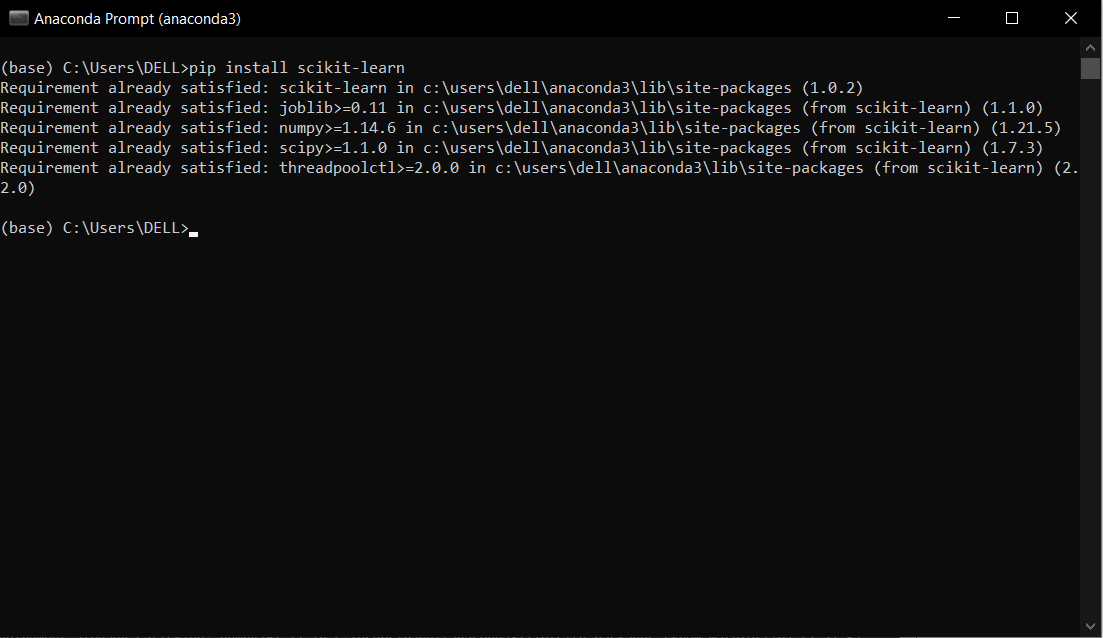 Anaconda Prompt (anaconda3)
(base) C:\Users\DELL>pip install scikit-learn
Requirement already satisfied: scikit-learn in c:\users\dell\anaconda3\lib\site-packages (1.0.2)
Requirement already satisfied: joblib>=0.11 in c:\users\dell\anaconda3\lib\site-packages (from scikit-learn) (1.1.0)
Requirement already satisfied: numpy>=1.14.6 in c:\users\dell\anaconda3\lib\site-packages (from scikit-learn) (1.21.5)
Requirement already satisfied: scipy>=1.1.0 in c:\users\dell\anaconda3\lib\site-packages (from scikit-learn) (1.7.3)
Requirement already satisfied: threadpoolctl>=2.0.0 in c:\users\dell\anaconda3\lib\site-packages (from scikit-learn) (2.
2.0)
(base) C:\Users\DELL>